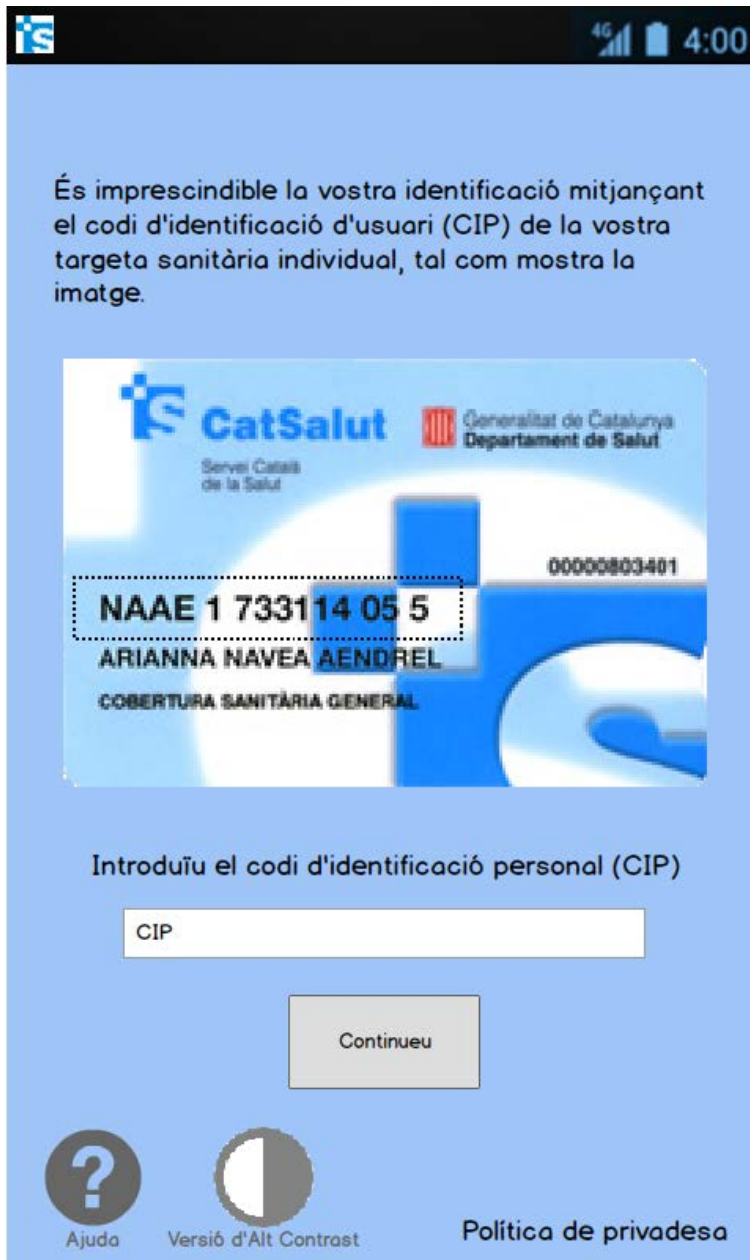 4G 4:00
És imprescindible la vostra identificació mitjançant
el codi d'identificació d'usuari (CIP) de la vostra
targeta sanitària individual, tal com mostra la
imatge.
CatSalut
Servei Català
de la Salut
Generalitat de Catalunya
Departament de Salut
00000803401
NAAE 1 733114 05 5
ARIANNA NAVEA AENDREL
COBERTURA SANITÀRIA GENERAL
Introduïu el codi d'identificació personal (CIP)
CIP
Continueu
?
Ajuda
Versió d'Alt Contrast
Política de privadesa